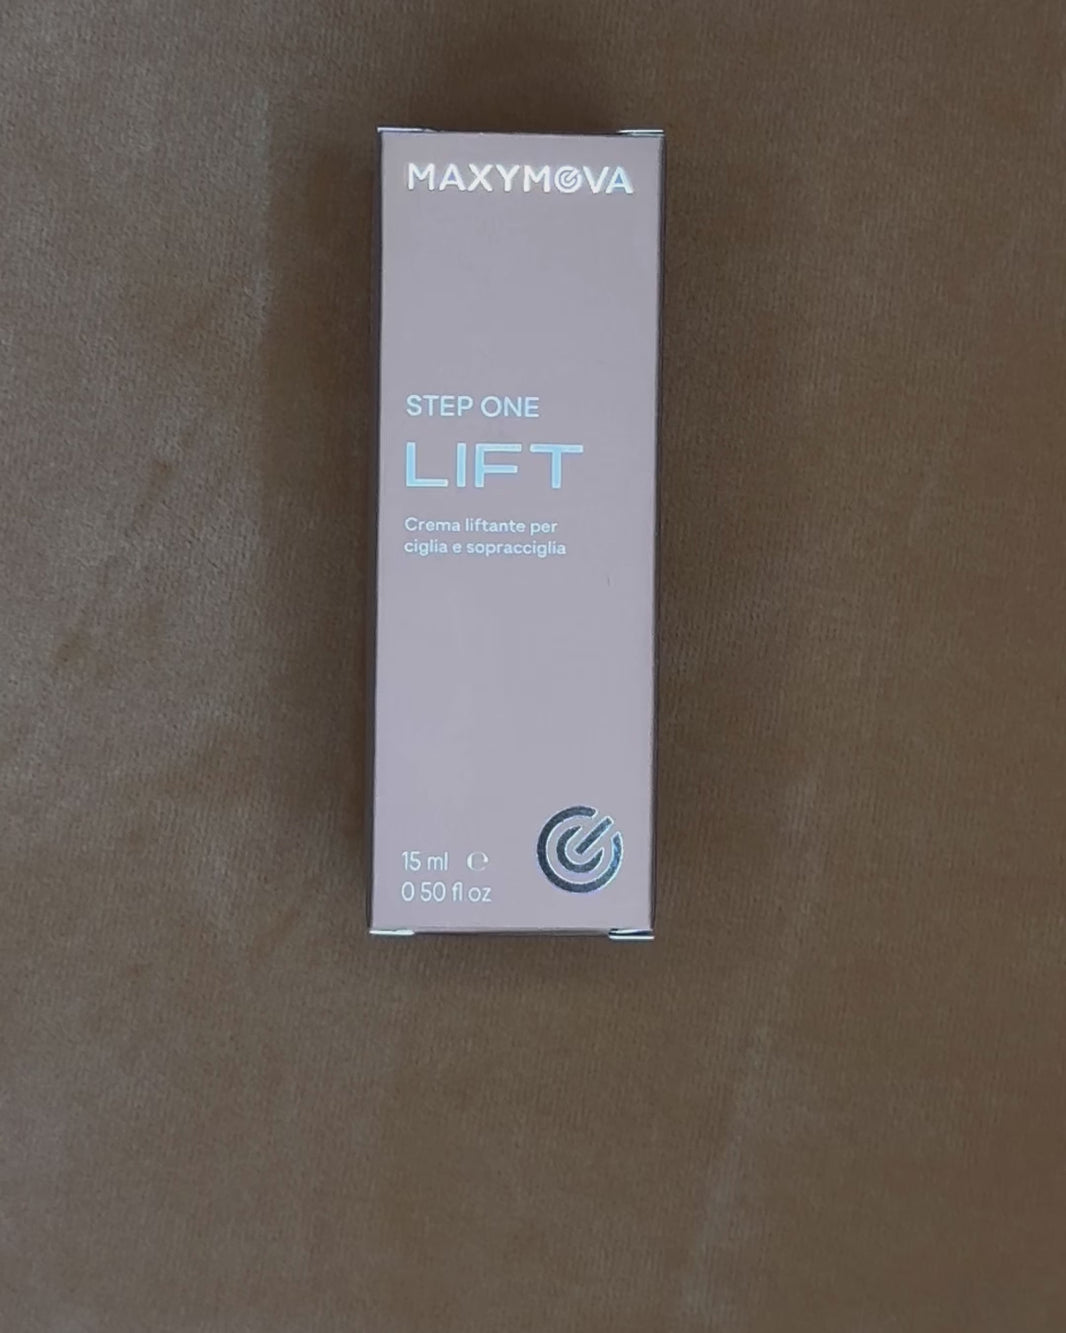 MAXYMOVA
STEP ONE
LIFT
Crema liftante per
ciglia e sopracciglia
15 ml ℮
0 50 fl oz